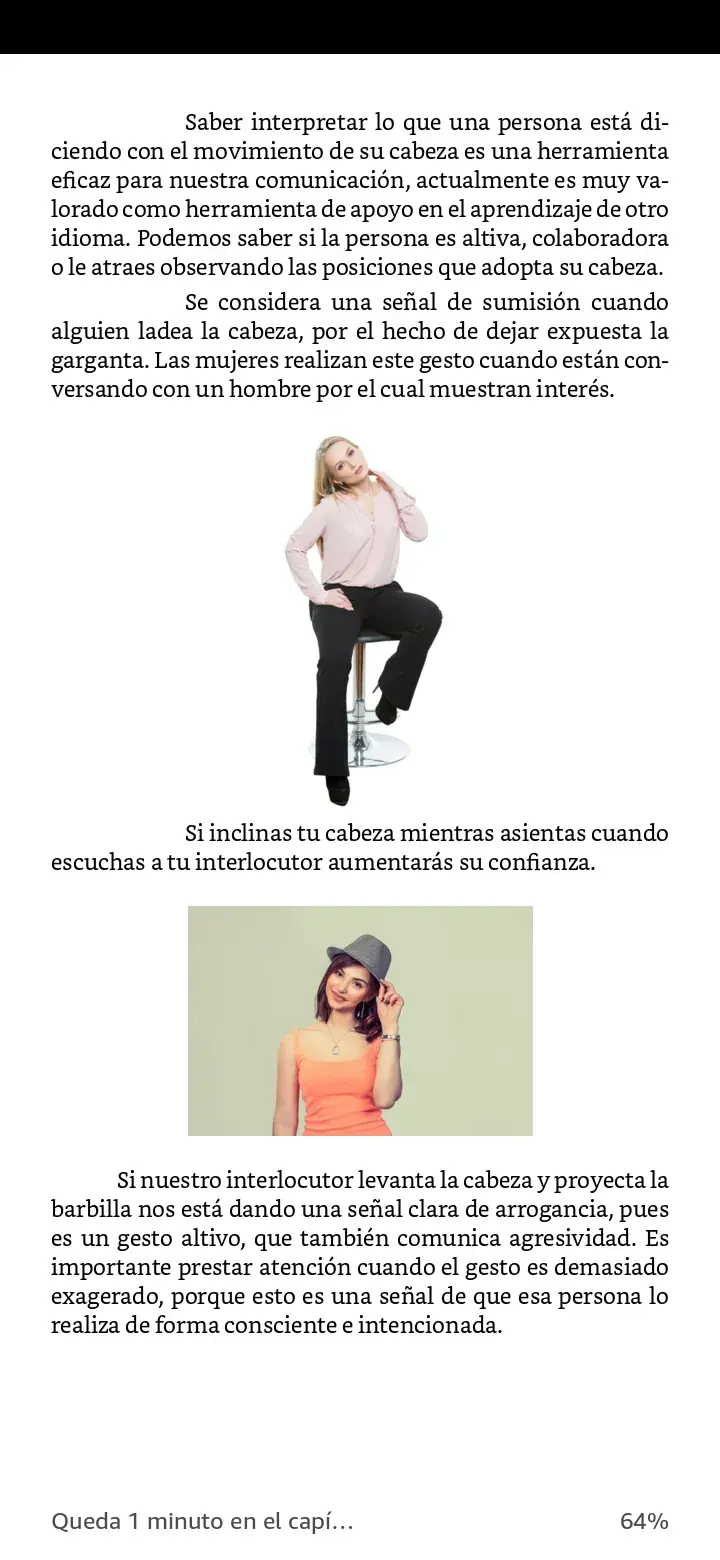 Saber interpretar lo que una persona está di-
ciendo con el movimiento de su cabeza es una herramienta
eficaz para nuestra comunicación, actualmente es muy va-
lorado como herramienta de apoyo en el aprendizaje de otro
idioma. Podemos saber si la persona es altiva, colaboradora
o le atraes observando las posiciones que adopta su cabeza.
Se considera una señal de sumisión cuando
alguien ladea la cabeza, por el hecho de dejar expuesta la
garganta. Las mujeres realizan este gesto cuando están con-
versando con un hombre por el cual muestran interés.
Si inclinas tu cabeza mientras asientas cuando
escuchas a tu interlocutor aumentarás su confianza.
Si nuestro interlocutor levanta la cabeza y proyecta la
barbilla nos está dando una señal clara de arrogancia, pues
es un gesto altivo, que también comunica agresividad. Es
importante prestar atención cuando el gesto es demasiado
exagerado, porque esto es una señal de que esa persona lo
realiza de forma consciente e intencionada.
Queda 1 minuto en el capí... 64%